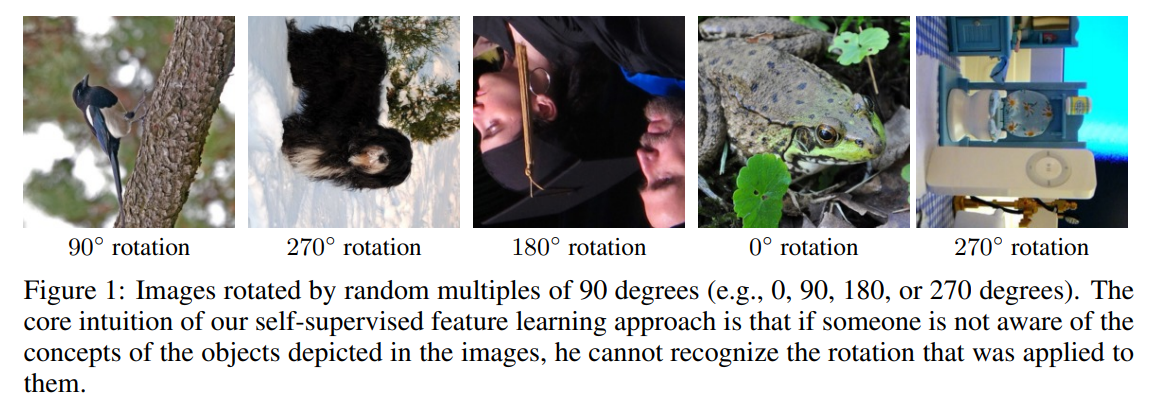 90° rotation 270° rotation 180° rotation 0° rotation 270° rotation
Figure 1: Images rotated by random multiples of 90 degrees (e.g., 0, 90, 180, or 270 degrees). The
core intuition of our self-supervised feature learning approach is that if someone is not aware of the
concepts of the objects depicted in the images, he cannot recognize the rotation that was applied to
them.